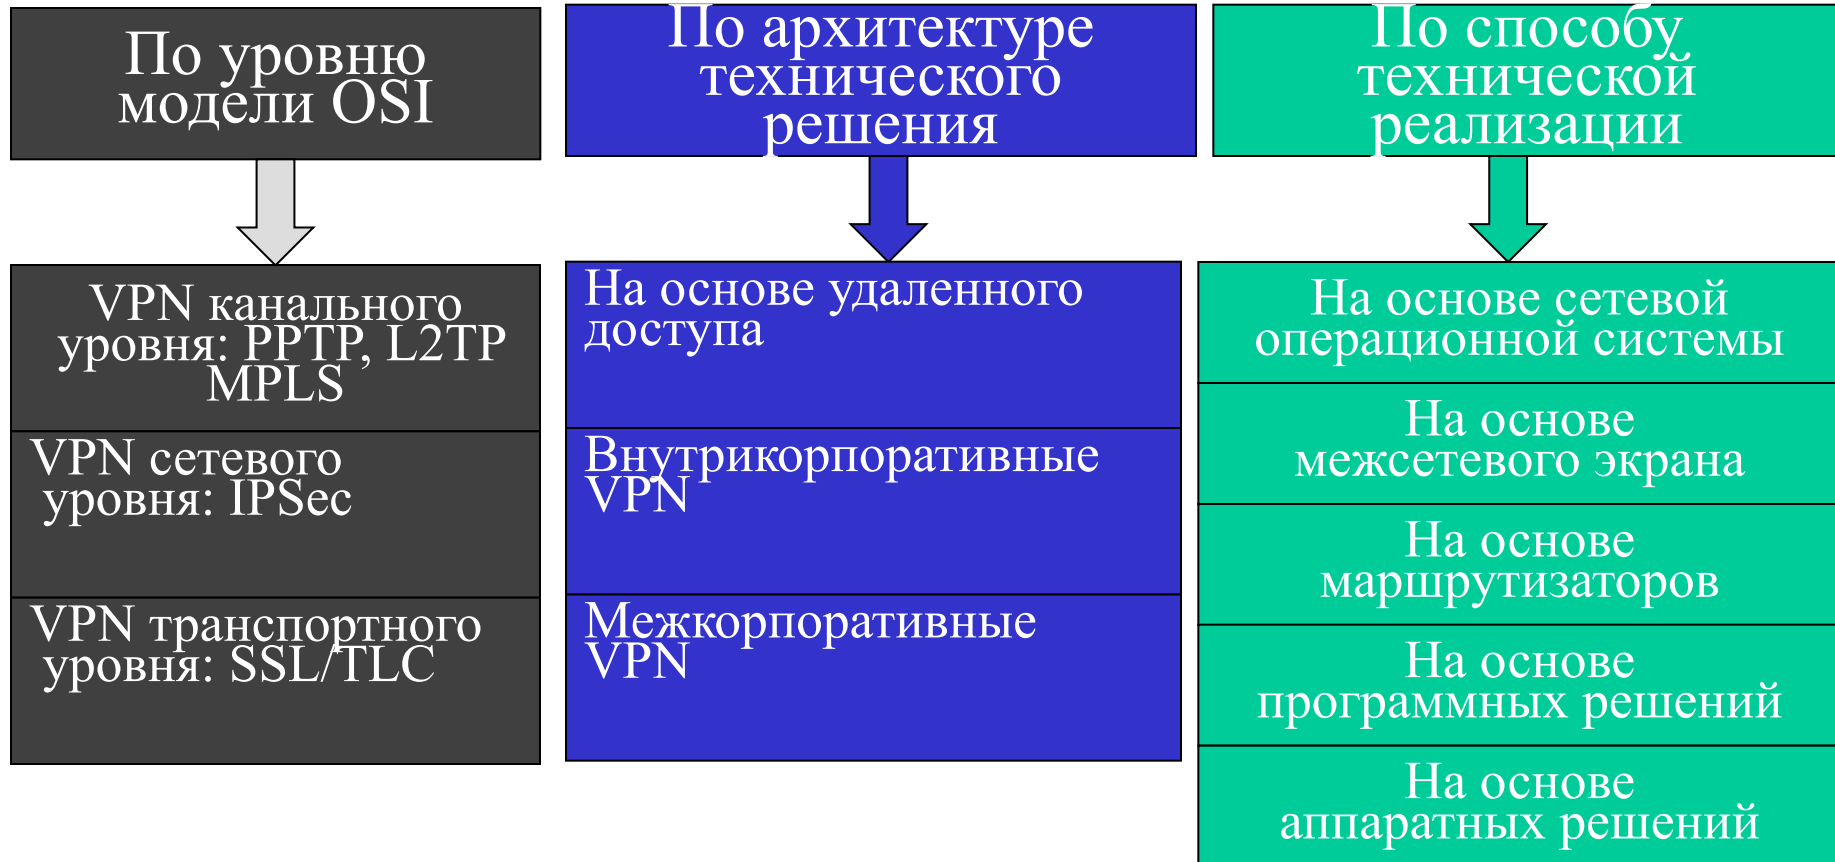 По уровню
модели OSI
VPN канального
уровня: PPTP, L2TP
MPLS
VPN сетевого
уровня: IPSec
VPN транспортного
уровня: SSL/TLC
По архитектуре
технического
решения
На основе удаленного
доступа
Внутрикорпоративные
VPN
Межкорпоративные
VPN
По способу
технической
реализации
На основе сетевой
операционной системы
На основе
межсетевого экрана
На основе
маршрутизаторов
На основе
программных решений
На основе
аппаратных решений